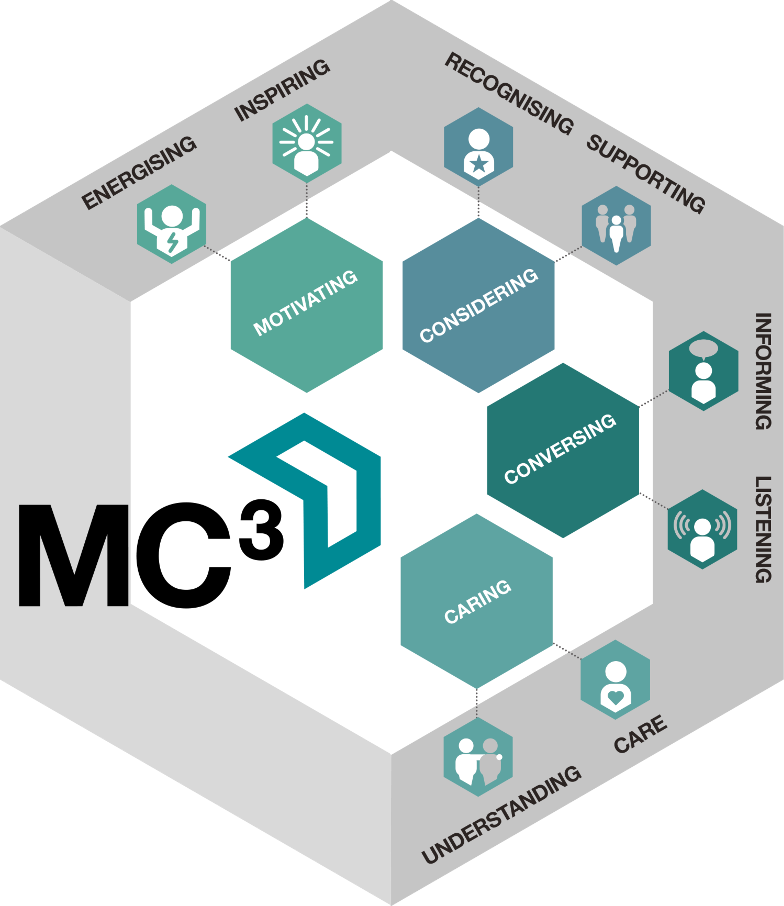 ENERGISING
INSPIRING
RECOGNISING
SUPPORTING
MOTIVATING
CONSIDERING
INFORMING
CONVERSING
LISTENING
MC³
CARING
CARE
UNDERSTANDING